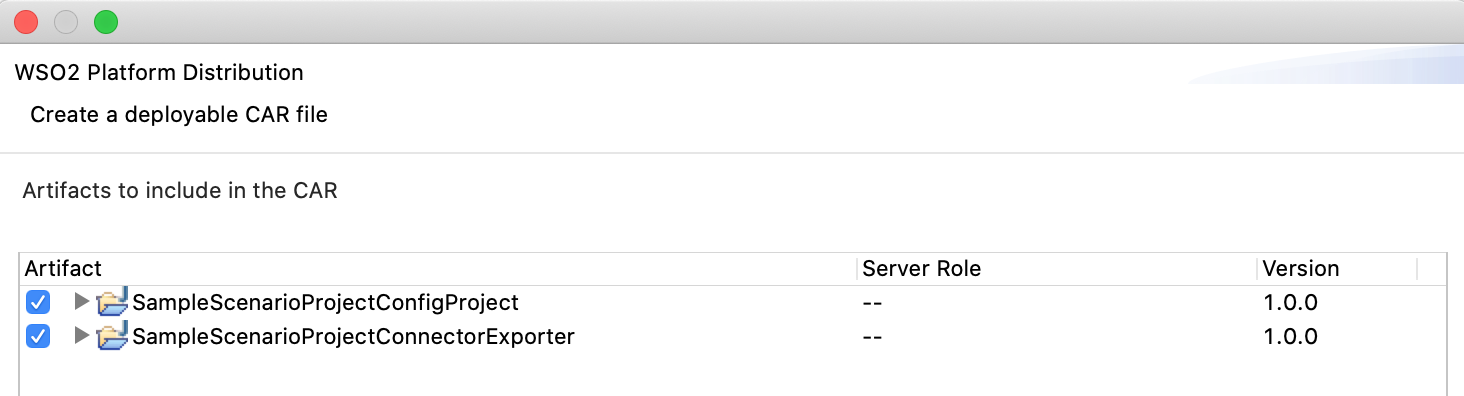 WSO2 Platform Distribution
Create a deployable CAR file
Artifacts to include in the CAR
Artifact Server Role Version
SampleScenarioProjectConfigProject -- 1.0.0
SampleScenarioProjectConnectorExporter -- 1.0.0